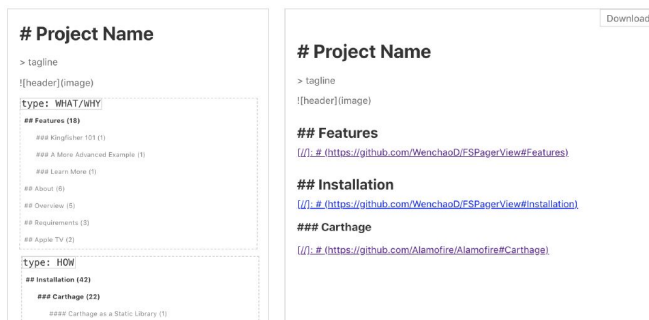 # Project Name
> tagline
![header](image)
type: WHAT/WHY
## Features (18)
### Kingfisher 101 (1)
### A More Advanced Example (1)
### Learn More (1)
## About (6)
## Overview (5)
## Requirements (3)
## Apple TV (2)
type: HOW
## Installation (42)
### Carthage (22)
#### Carthage as a Static Library (1)
Download
# Project Name
> tagline
![header](image)
## Features
[//]: # (https://github.com/WenchaoD/FSPagerView#Features)
## Installation
[//]: # (https://github.com/WenchaoD/FSPagerView#Installation)
### Carthage
[//]: # (https://github.com/Alamofire/Alamofire#Carthage)